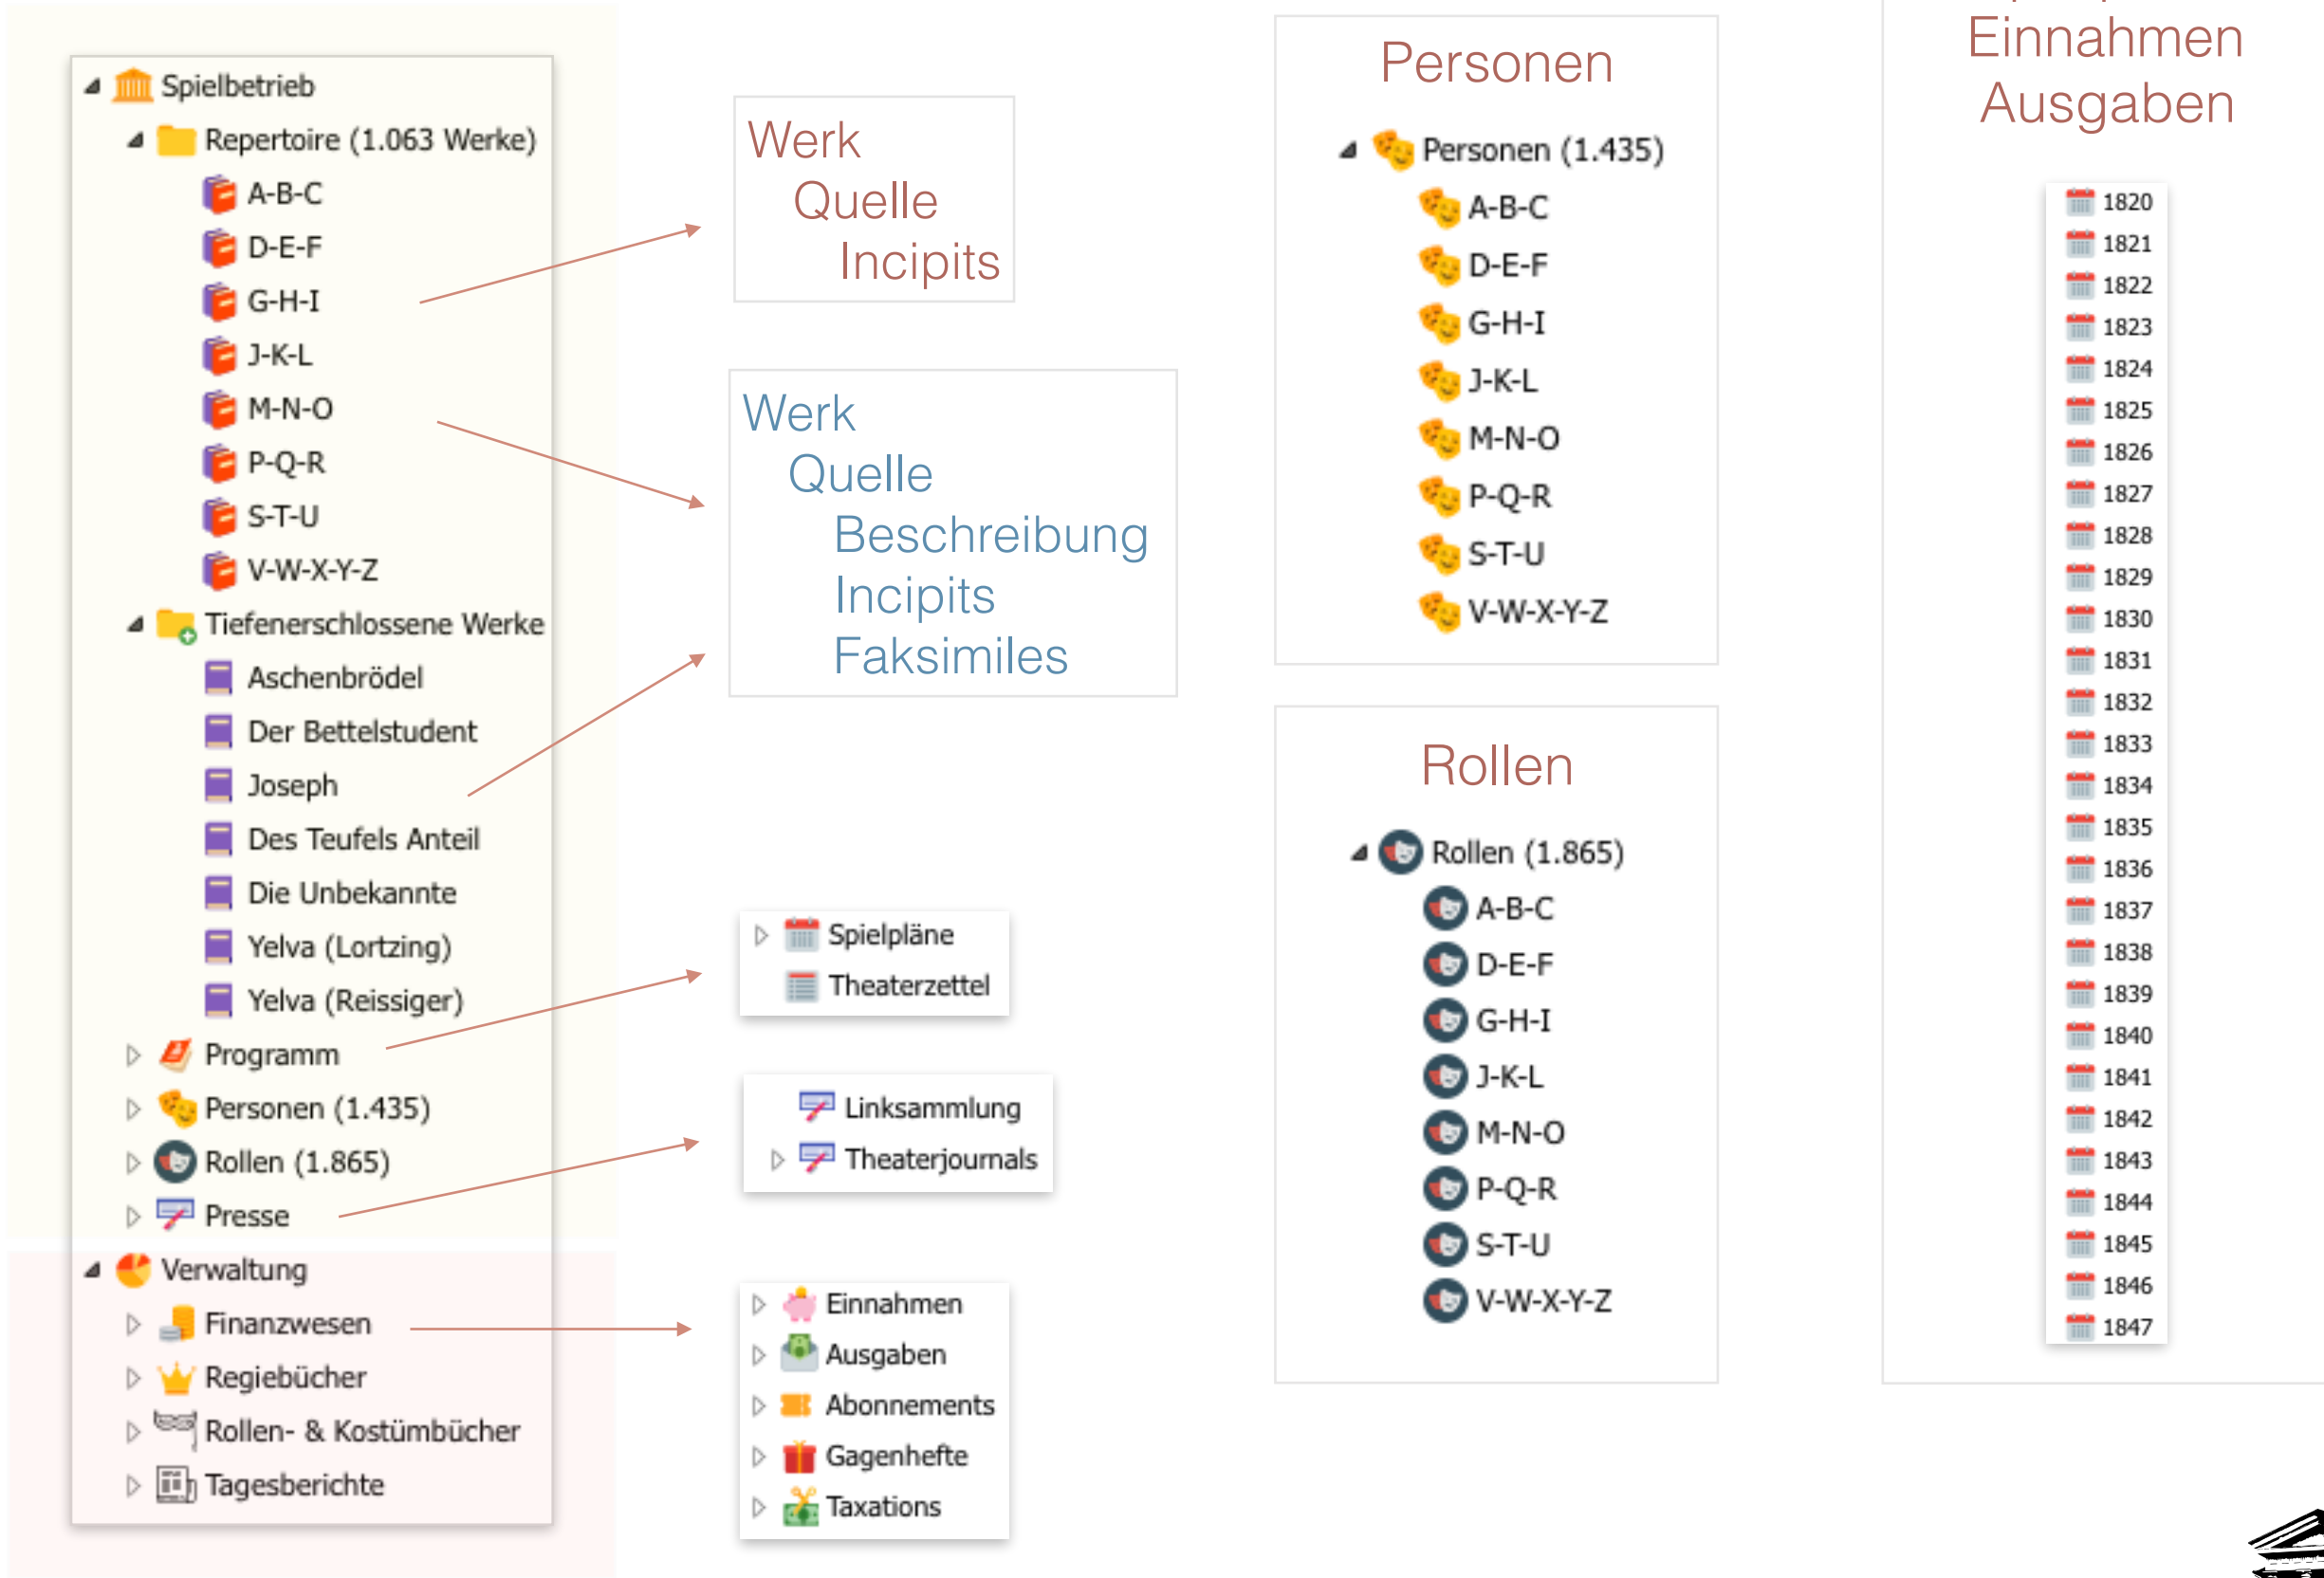 Spielbetrieb
Repertoire (1.063 Werke)
A-B-C
D-E-F
G-H-I
J-K-L
M-N-O
P-Q-R
S-T-U
V-W-X-Y-Z
Tiefenerschlossene Werke
Aschenbrödel
Der Bettelstudent
Joseph
Des Teufels Anteil
Die Unbekannte
Yelva (Lortzing)
Yelva (Reissiger)
Programm
Personen (1.435)
Rollen (1.865)
Presse
Verwaltung
Finanzwesen
Regiebücher
Rollen- & Kostümbücher
Tagesberichte
Werk
Quelle
Incipits
Werk
Quelle
Beschreibung
Incipits
Faksimiles
Spielpläne
Theaterzettel
Linksammlung
Theaterjournals
Einnahmen
Ausgaben
Abonnements
Gagenhefte
Taxations
Personen
Personen (1.435)
A-B-C
D-E-F
G-H-I
J-K-L
M-N-O
P-Q-R
S-T-U
V-W-X-Y-Z
Rollen
Rollen (1.865)
A-B-C
D-E-F
G-H-I
J-K-L
M-N-O
P-Q-R
S-T-U
V-W-X-Y-Z
Einnahmen
Ausgaben
1820
1821
1822
1823
1824
1825
1826
1827
1828
1829
1830
1831
1832
1833
1834
1835
1836
1837
1838
1839
1840
1841
1842
1843
1844
1845
1846
1847